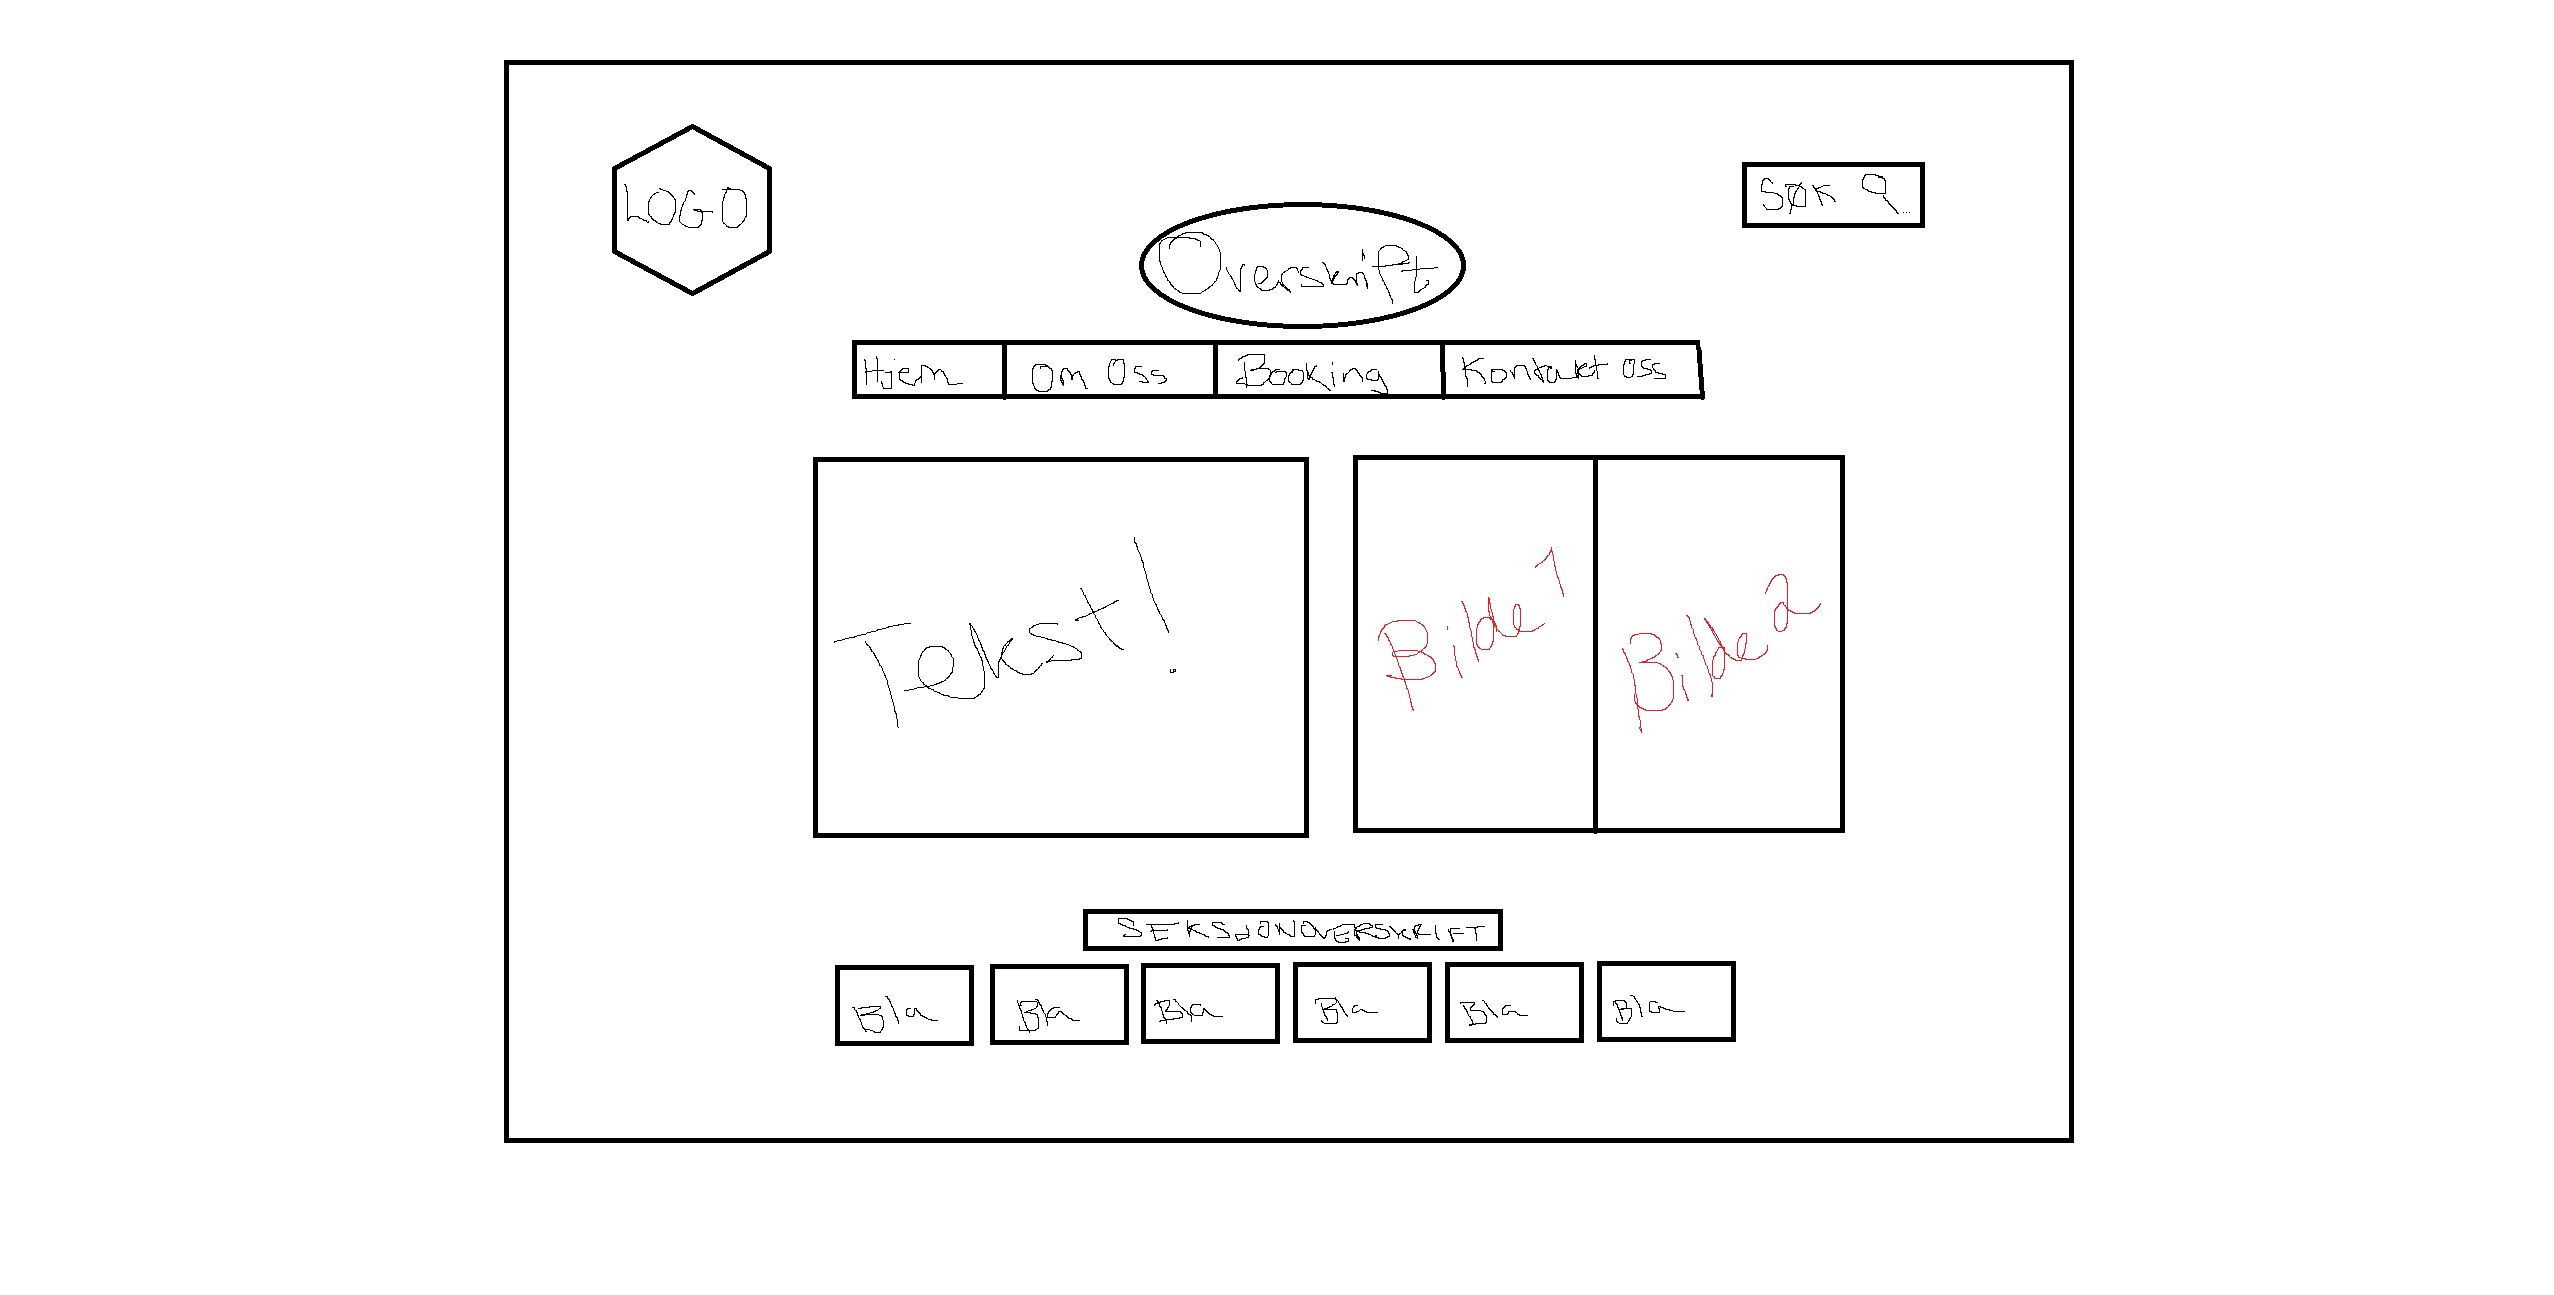 LOGO
SØK
Overskrift
Hjem
Om Oss
Booking
Kontakt oss
Tekst!
Bilde 1
Bilde 2
SEKSJONOVERSKRIFT
Bla
Bla
Bla
Bla
Bla
Bla